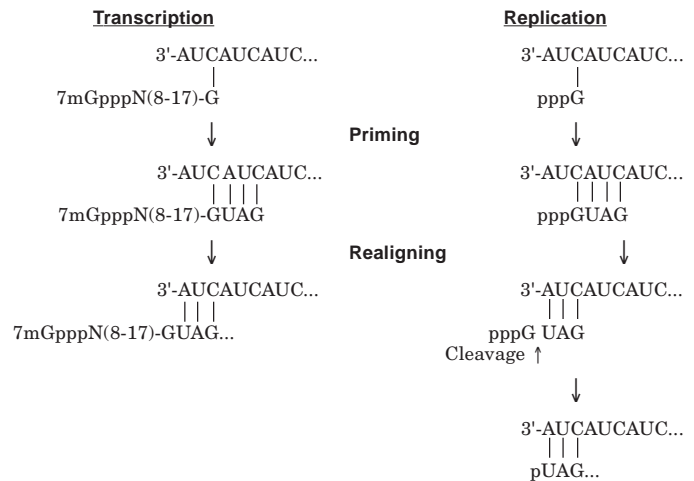 Transcription
3'-AUCAUCAUC...
7mGpppN(8-17)-G
3'-AUC AUCAUC...
7mGpppN(8-17)-GUAG
3'-AUCAUCAUC...
7mGpppN(8-17)-GUAG...
Priming
Realigning
Replication
3'-AUCAUCAUC...
pppG
3'-AUCAUCAUC...
pppGUAG
3'-AUCAUCAUC...
pppG UAG
Cleavage ↑
3'-AUCAUCAUC...
pUAG...